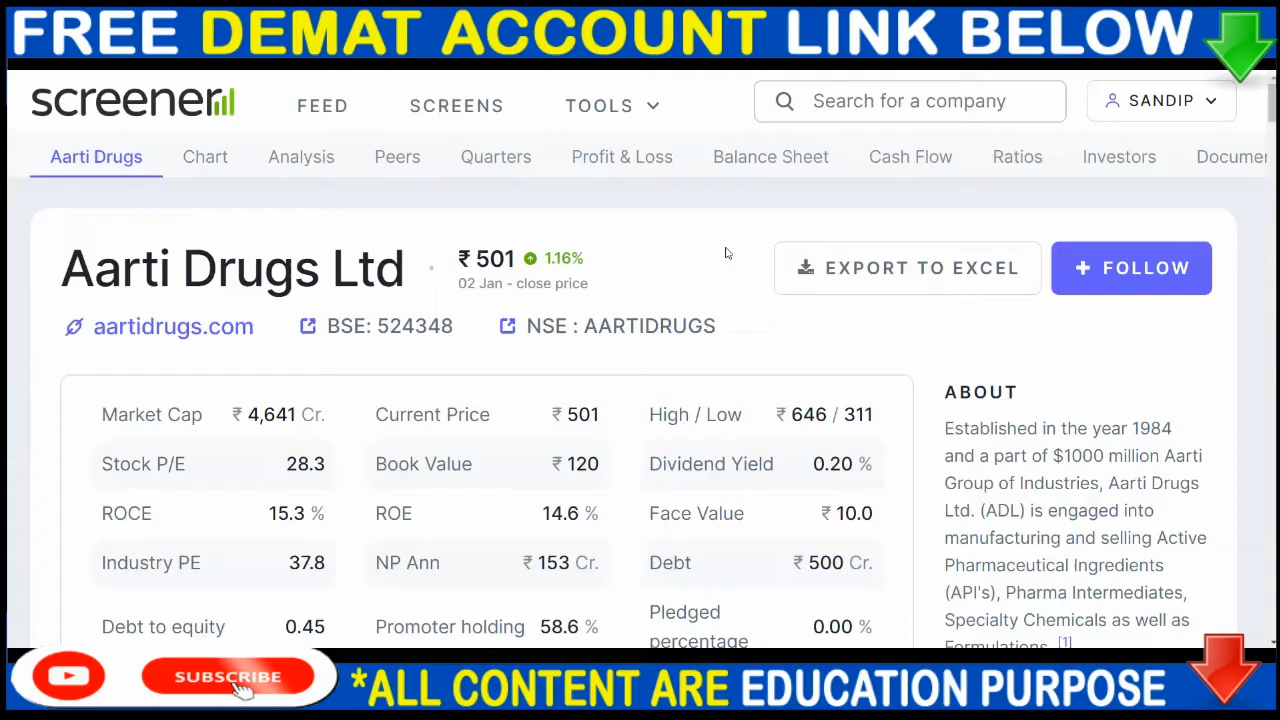 FREE DEMAT ACCOUNT LINK BELOW
screener
FEED SCREENS TOOLS
Search for a company
SANDIP
Aarti Drugs Chart Analysis Peers Quarters Profit & Loss Balance Sheet Cash Flow Ratios Investors Documen
Aarti Drugs Ltd
₹ 501 1.16%
02 Jan - close price
EXPORT TO EXCEL
+ FOLLOW
aartidrugs.com BSE: 524348 NSE : AARTIDRUGS
Market Cap ₹ 4,641 Cr. Current Price ₹ 501 High / Low ₹ 646 / 311
Stock P/E 28.3 Book Value ₹ 120 Dividend Yield 0.20 %
ROCE 15.3 % ROE 14.6 % Face Value ₹ 10.0
Industry PE 37.8 NP Ann ₹ 153 Cr. Debt ₹ 500 Cr.
Debt to equity 0.45 Promoter holding 58.6 % Pledged percentage 0.00 %
ABOUT
Established in the year 1984
and a part of $1000 million Aarti
Group of Industries, Aarti Drugs
Ltd. (ADL) is engaged into
manufacturing and selling Active
Pharmaceutical Ingredients
(API's), Pharma Intermediates,
Specialty Chemicals as well as
Formulations. [1]
SUBSCRIBE
*ALL CONTENT ARE EDUCATION PURPOSE